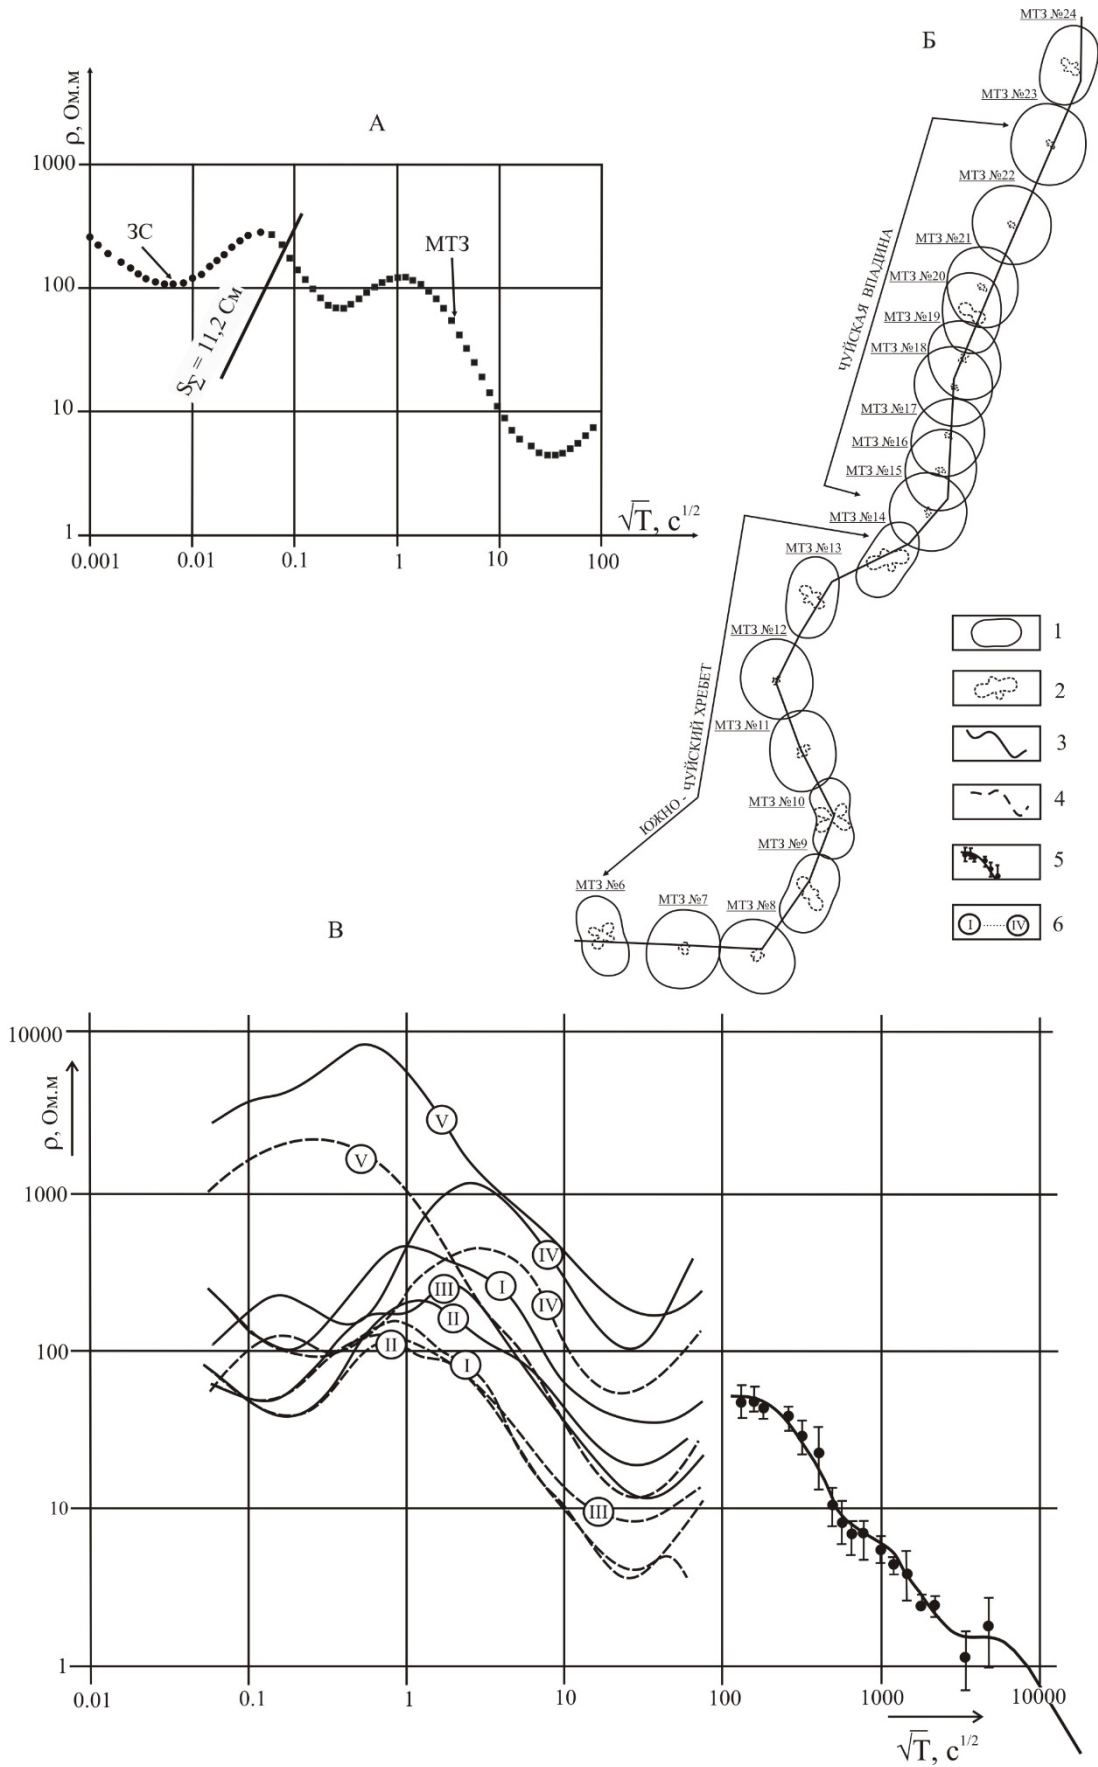 А
ρ, Ом.м
1000
100
10
1
ЗС
МТЗ
S∑ = 11,2 См
0.001
0.01
0.1
1
10
100
√T, с^1/2
Б
МТЗ №24
МТЗ №23
МТЗ №22
МТЗ №21
МТЗ №20
МТЗ №19
МТЗ №18
МТЗ №17
МТЗ №16
МТЗ №15
МТЗ №14
МТЗ №13
МТЗ №12
МТЗ №11
МТЗ №10
МТЗ №9
МТЗ №6
МТЗ №7
МТЗ №8
ЧУЙСКАЯ ВПАДИНА
ЮЖНО - ЧУЙСКИЙ ХРЕБЕТ
1
2
3
4
5
I IV 6
В
ρ, Ом.м
10000
1000
100
10
1
V
V
IV
I
III
IV
II
II
I
III
0.01
0.1
1
10
100
1000
10000
√T, с^1/2